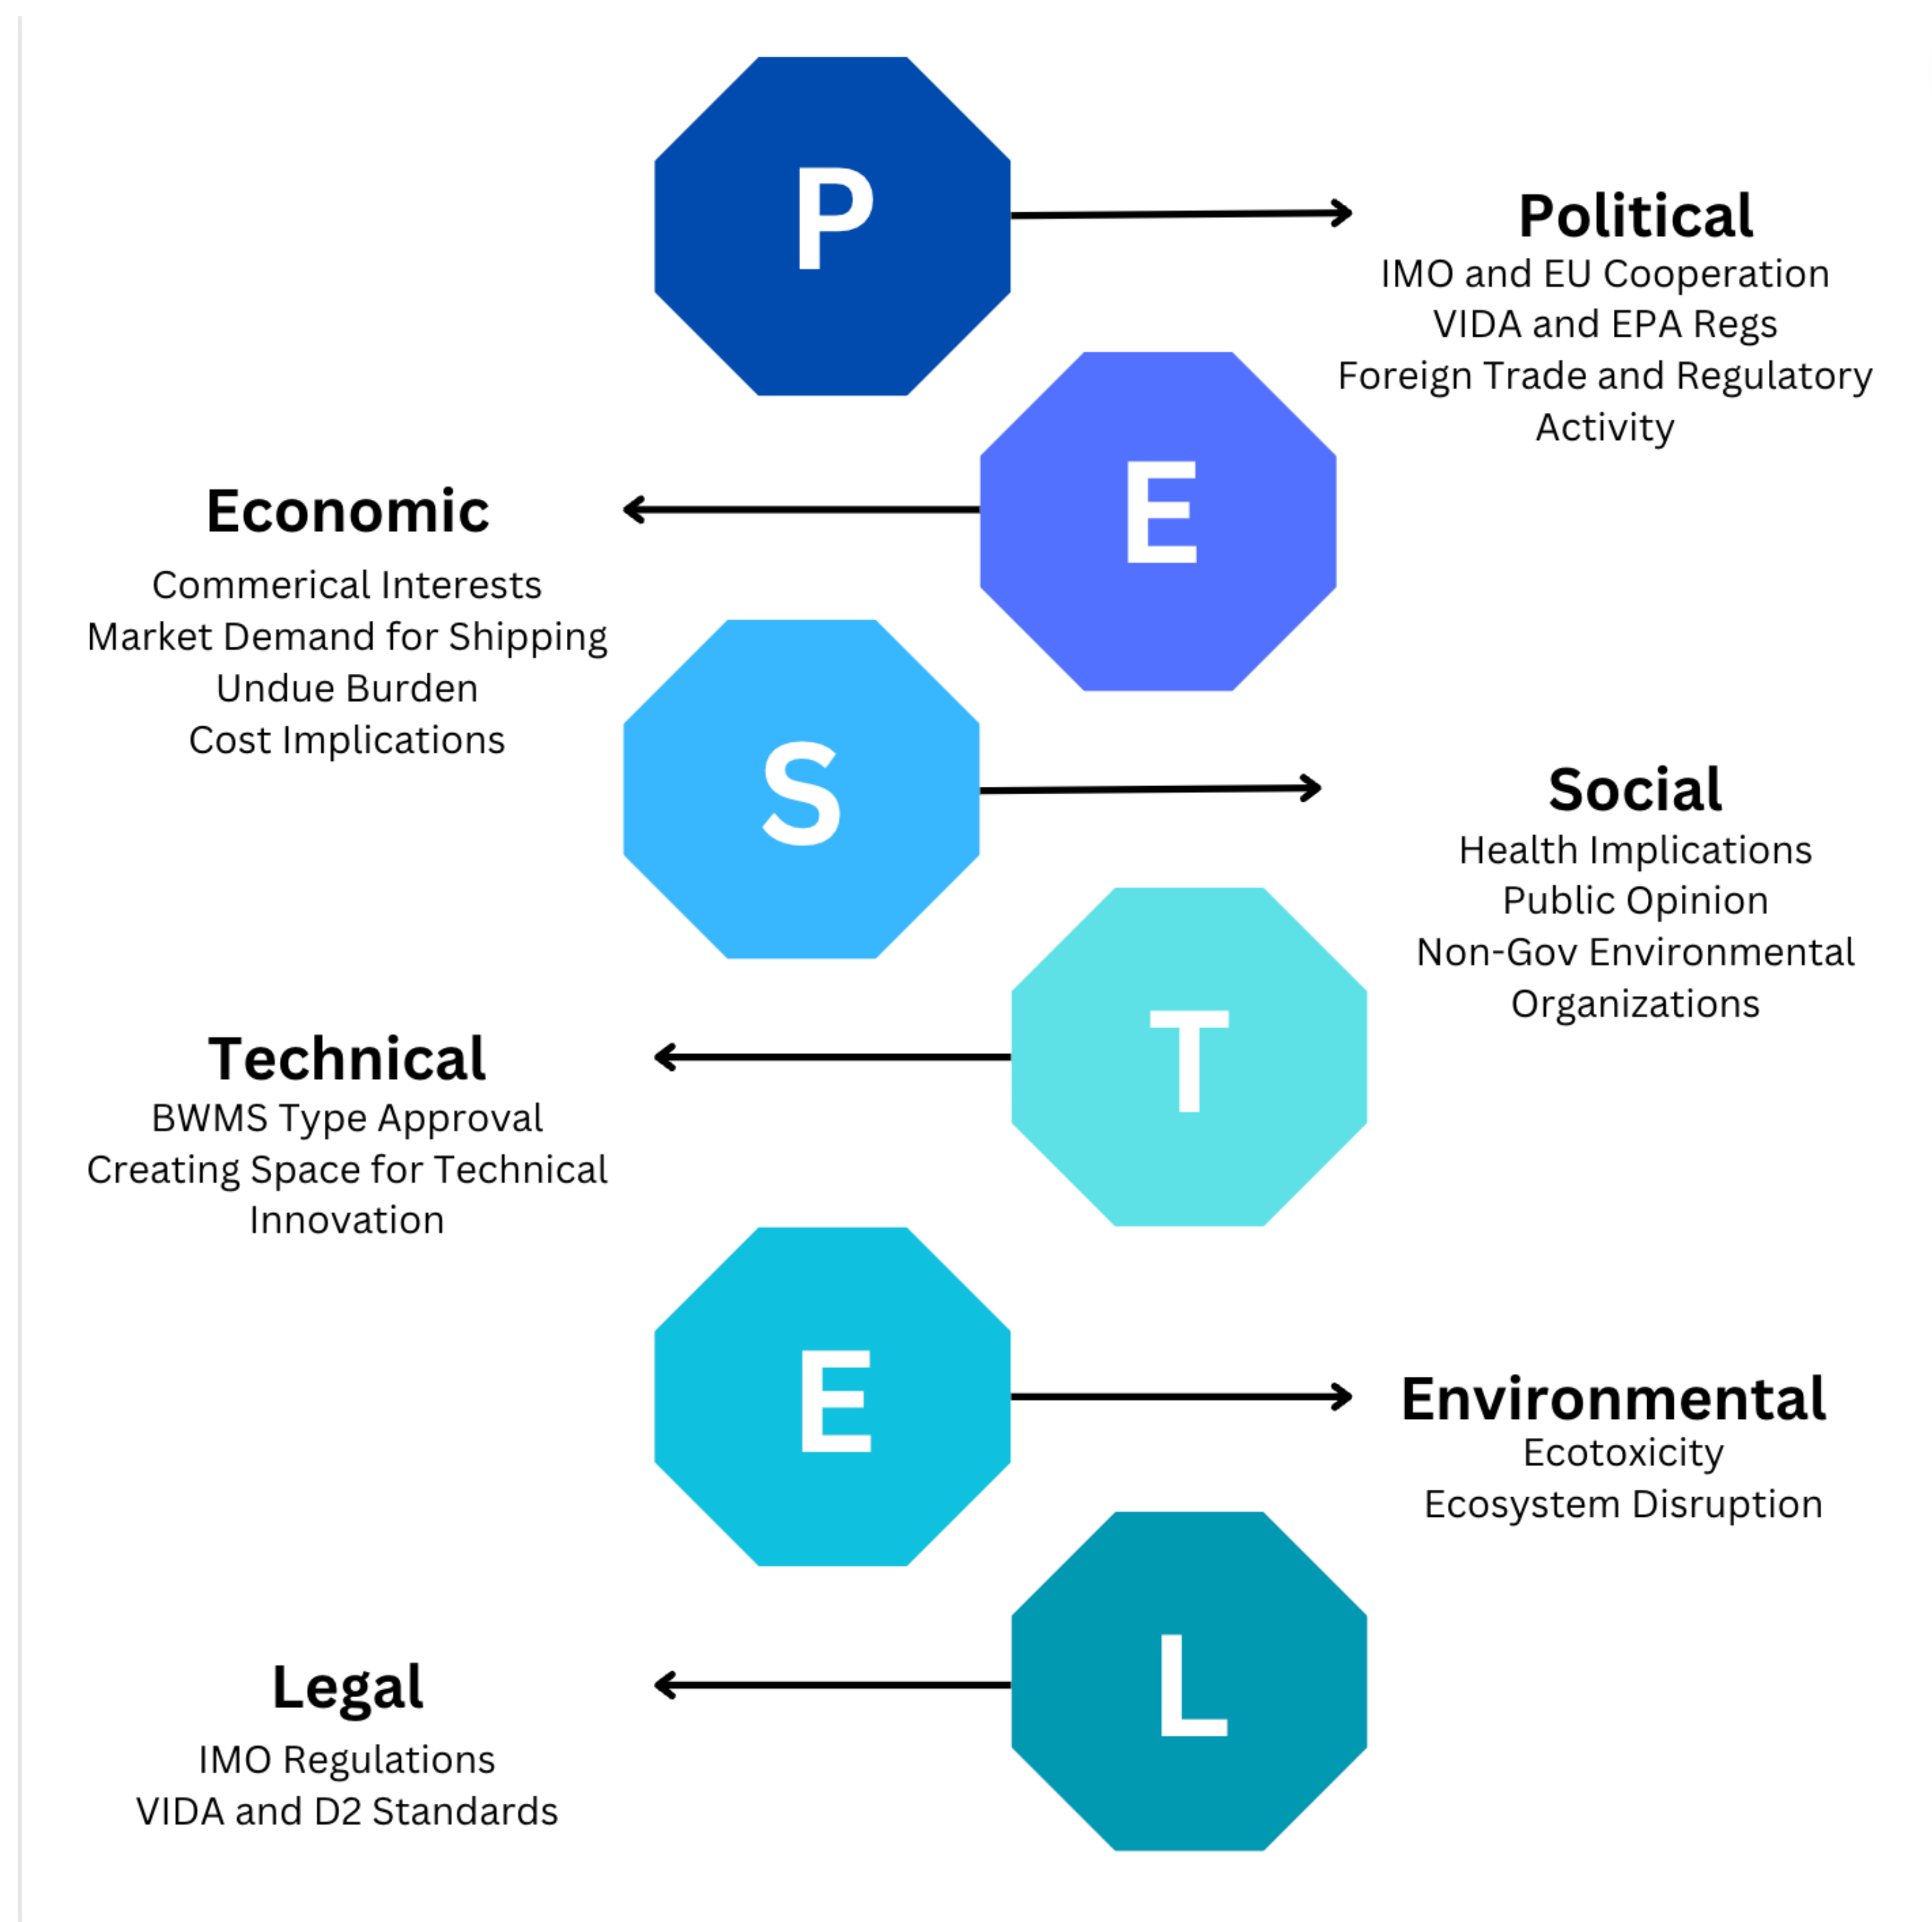 P
Political
IMO and EU Cooperation
VIDA and EPA Regs
Foreign Trade and Regulatory
Activity
E
Economic
Commerical Interests
Market Demand for Shipping
Undue Burden
Cost Implications
S
Social
Health Implications
Public Opinion
Non-Gov Environmental
Organizations
T
Technical
BWMS Type Approval
Creating Space for Technical
Innovation
E
Environmental
Ecotoxicity
Ecosystem Disruption
L
Legal
IMO Regulations
VIDA and D2 Standards